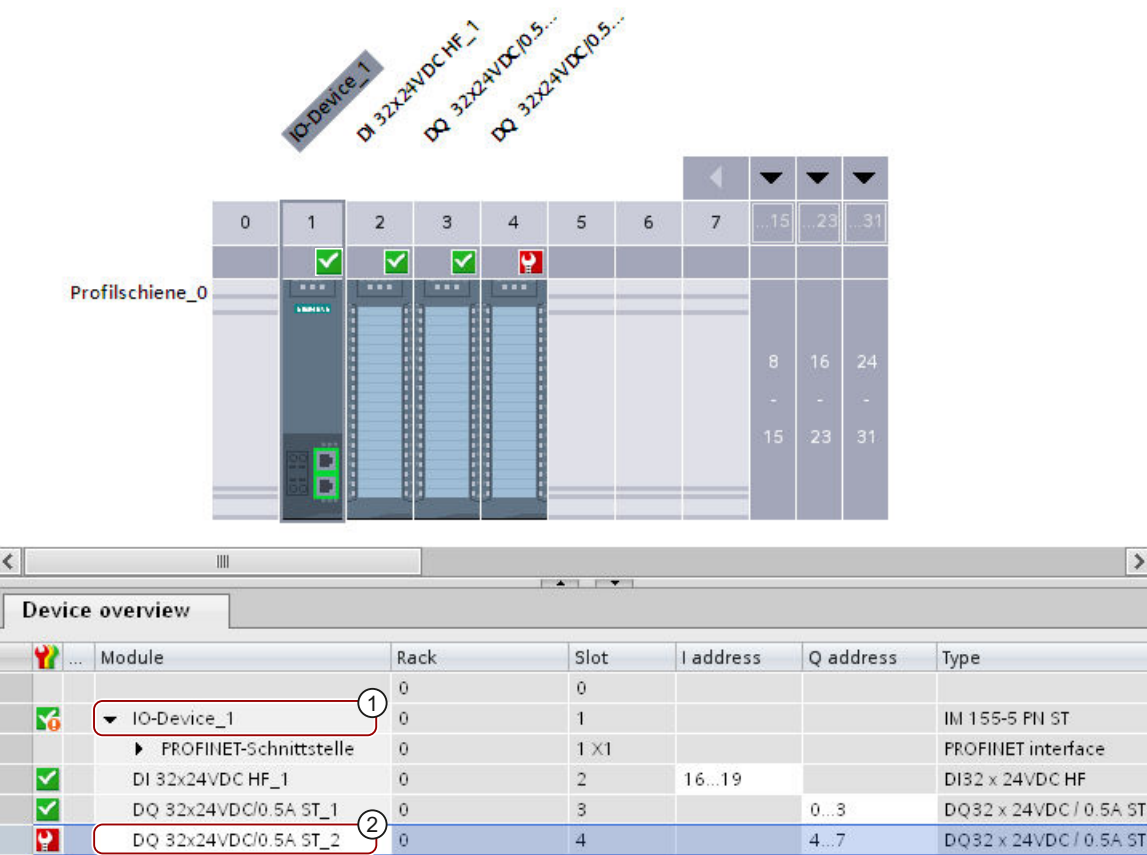 IO-Device_1
DI 32x24VDC HF_1
DQ 32x24VDC/0.5...
DQ 32x24VDC/0.5...
0 1 2 3 4 5 6 7 ...15 ...23 ...31
Profilschiene_0
SIEMENS
8 16 24
- - -
15 23 31
Device overview
... Module Rack Slot I address Q address Type
0 0
1
IO-Device_1 0 1 IM 155-5 PN ST
PROFINET-Schnittstelle 0 1 X1 PROFINET interface
DI 32x24VDC HF_1 0 2 16...19 DI32 x 24VDC HF
DQ 32x24VDC/0.5A ST_1 0 3 0...3 DQ32 x 24VDC / 0.5A ST
2
DQ 32x24VDC/0.5A ST_2 0 4 4...7 DQ32 x 24VDC / 0.5A ST